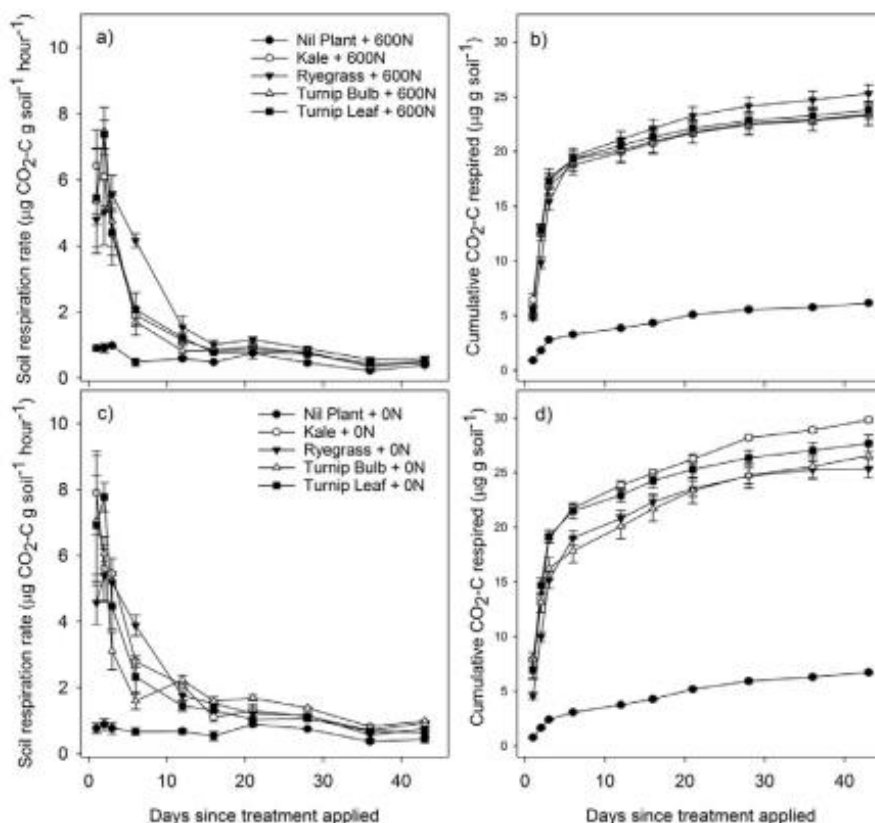 a)
Nil Plant + 600N
Kale + 600N
Ryegrass + 600N
Turnip Bulb + 600N
Turnip Leaf + 600N
Soil respiration rate (µg CO₂-C g soil⁻¹ hour⁻¹)
10
8
6
4
2
0
b)
Cumulative CO₂-C respired (µg g soil⁻¹)
30
25
20
15
10
5
0
c)
Nil Plant + 0N
Kale + 0N
Ryegrass + 0N
Turnip Bulb + 0N
Turnip Leaf + 0N
Soil respiration rate (µg CO₂-C g soil⁻¹ hour⁻¹)
10
8
6
4
2
0
0 10 20 30 40
Days since treatment applied
d)
Cumulative CO₂-C respired (µg g soil⁻¹)
30
25
20
15
10
5
0
0 10 20 30 40
Days since treatment applied